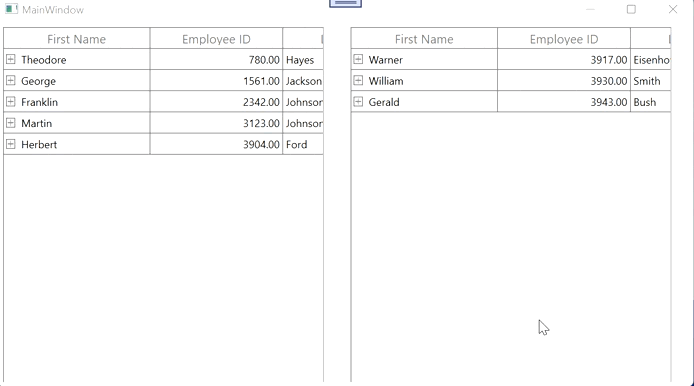 MainWindow
First Name Employee ID
Theodore 780.00 Hayes
George 1561.00 Jackson
Franklin 2342.00 Johnson
Martin 3123.00 Johnson
Herbert 3904.00 Ford
First Name Employee ID
Warner 3917.00 Eisenho
William 3930.00 Smith
Gerald 3943.00 Bush